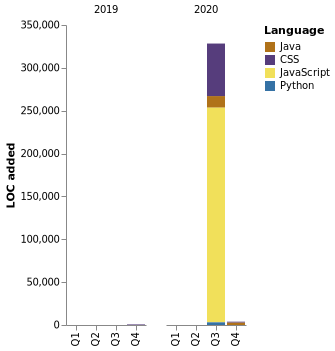 2019 2020
Language
Java
CSS
JavaScript
Python
LOC added
350,000
300,000
250,000
200,000
150,000
100,000
50,000
0
Q1 Q2 Q3 Q4 Q1 Q2 Q3 Q4